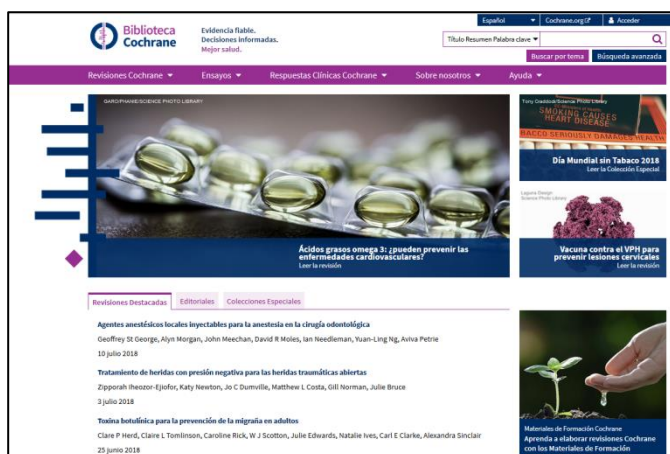 Español
Cochrane.org
Acceder
Biblioteca
Cochrane
Evidencia fiable.
Decisiones informadas.
Mejor salud.
Título Resumen Palabra clave
Buscar por tema
Búsqueda avanzada
Revisiones Cochrane
Ensayos
Respuestas Clínicas Cochrane
Sobre nosotros
Ayuda
GARO/PHANIE/SCIENCE PHOTO LIBRARY
Ácidos grasos omega 3: ¿pueden prevenir las
enfermedades cardiovasculares?
Leer la revisión
Tony Craddock/Science Photo Library
SMOKING CAUSES
HEART DISEASE
BACCO SERIOUSLY DAMAGES HEALTH
Día Mundial sin Tabaco 2018
Leer la Colección Especial
Laguna Design
Science Photo Library
Vacuna contra el VPH para
prevenir lesiones cervicales
Leer la revisión
Revisiones Destacadas
Editoriales
Colecciones Especiales
Agentes anestésicos locales inyectables para la anestesia en la cirugía odontológica
Geoffrey St George, Alyn Morgan, John Meechan, David R Moles, Ian Needleman, Yuan-Ling Ng, Aviva Petrie
10 julio 2018
Tratamiento de heridas con presión negativa para las heridas traumáticas abiertas
Zipporah Iheozor-Ejiofor, Katy Newton, Jo C Dumville, Matthew L Costa, Gill Norman, Julie Bruce
3 julio 2018
Toxina botulínica para la prevención de la migraña en adultos
Clare P Herd, Claire L Tomlinson, Caroline Rick, W J Scotton, Julie Edwards, Natalie Ives, Carl E Clarke, Alexandra Sinclair
25 junio 2018
Materiales de Formación Cochrane
Aprenda a elaborar revisiones Cochrane
con los Materiales de Formación